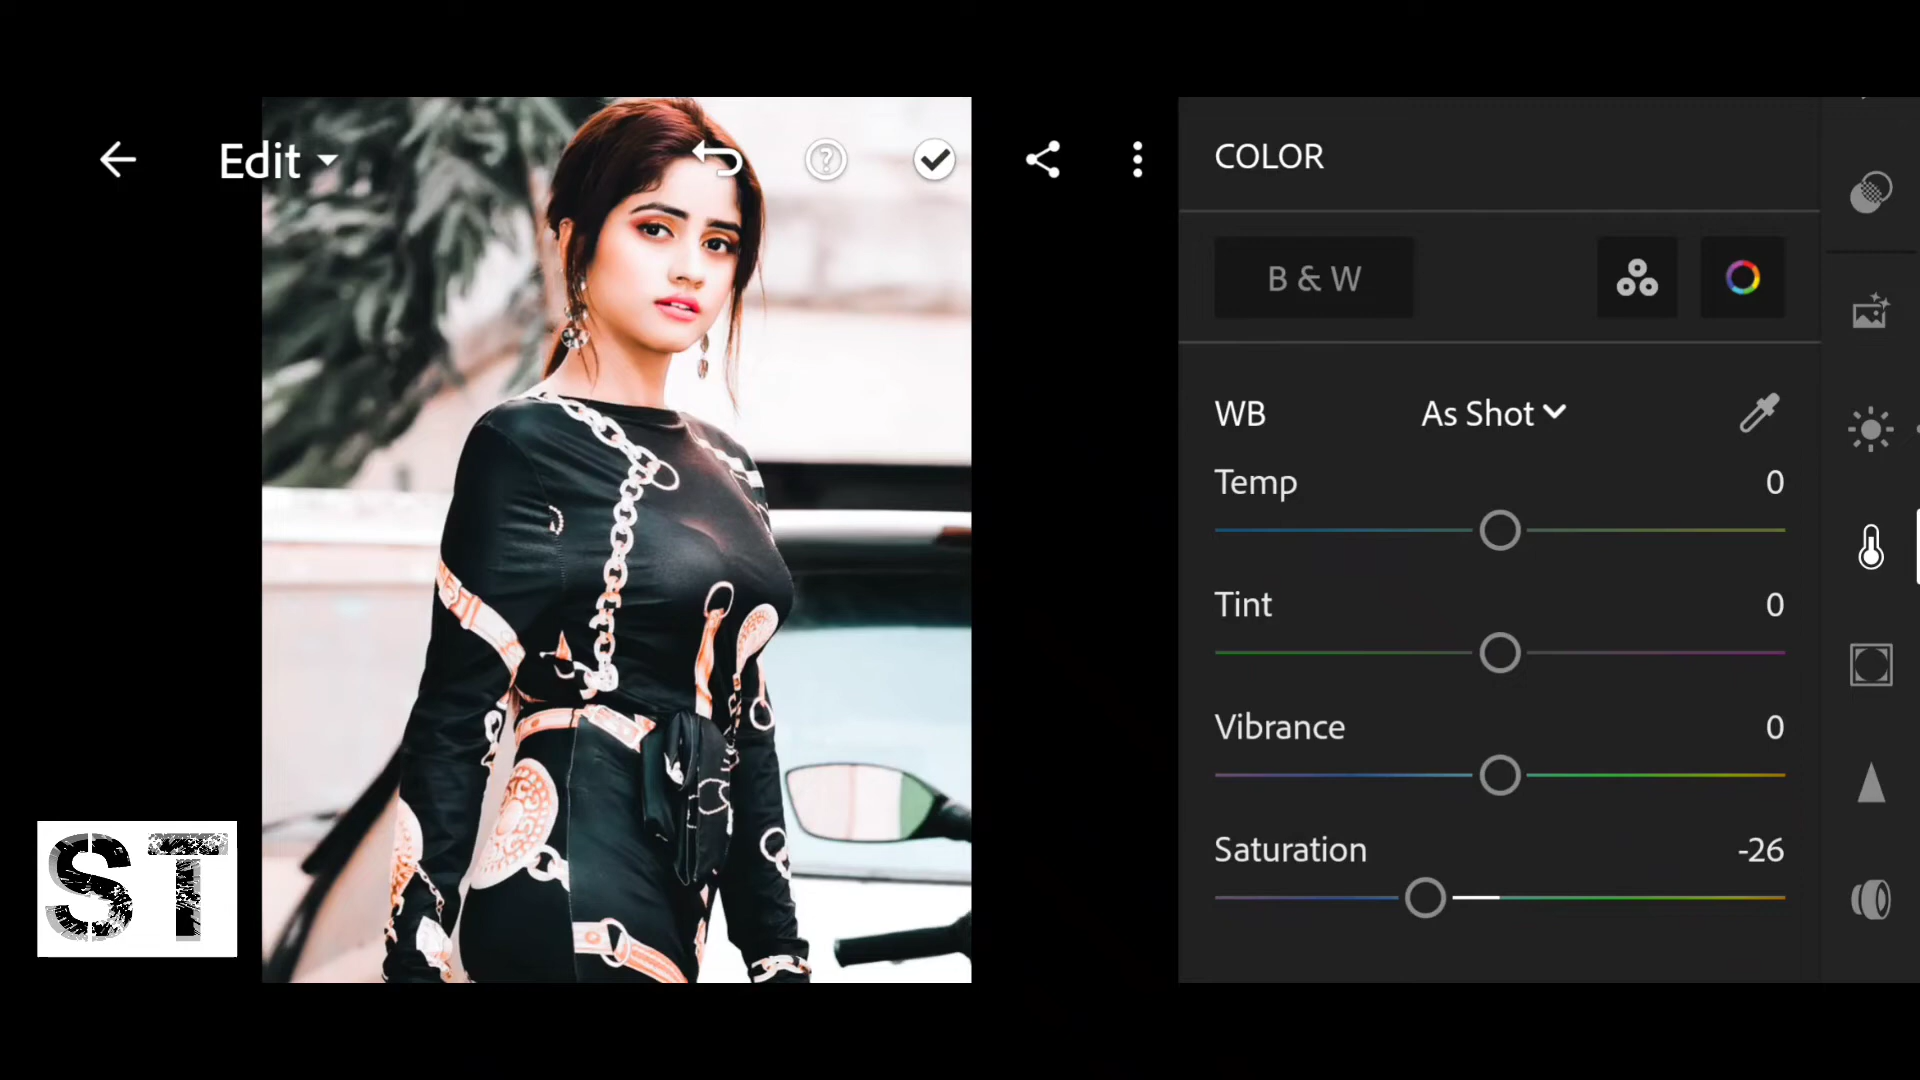 Edit
COLOR
B & W
WB As Shot
Temp 0
Tint 0
Vibrance 0
Saturation -26
ST